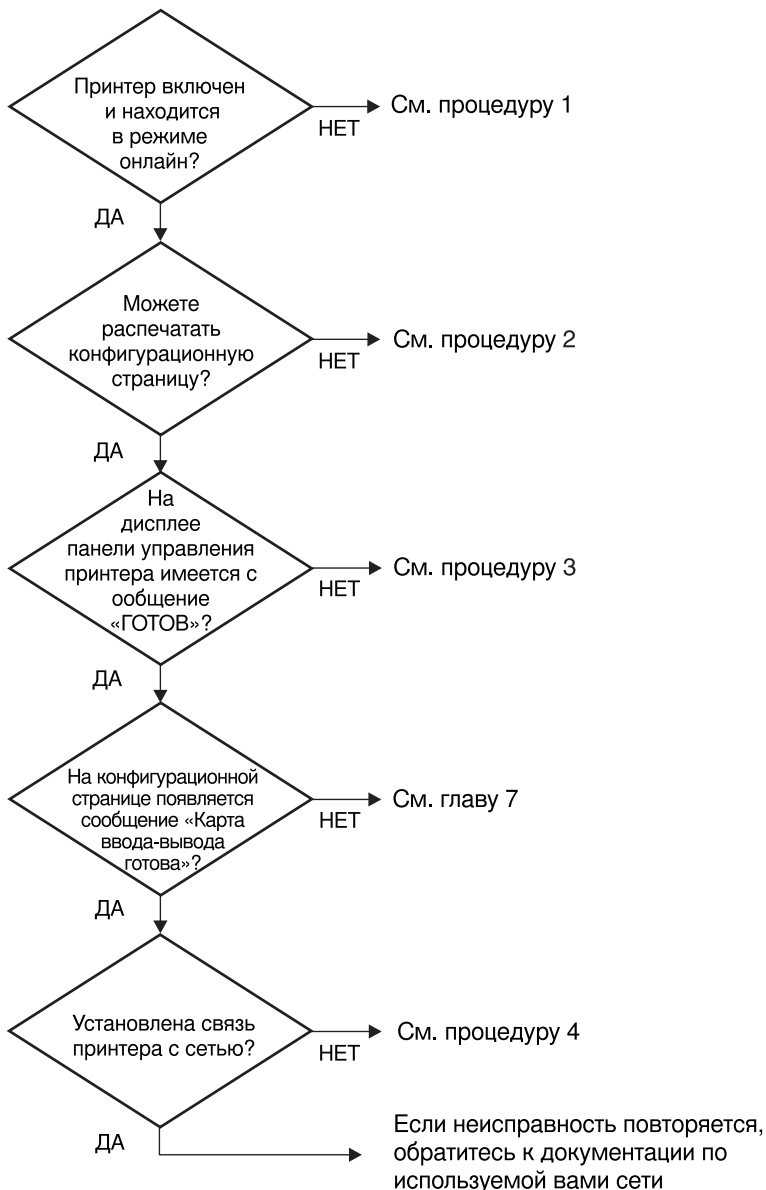 Принтер включен
и находится
в режиме
онлайн?
НЕТ
См. процедуру 1
ДА
Можете
распечатать
конфигурационную
страницу?
НЕТ
См. процедуру 2
ДА
На
дисплее
панели управления
принтера имеется с
ообщение
«ГОТОВ»?
НЕТ
См. процедуру 3
ДА
На конфигурационной
странице появляется
сообщение «Карта
ввода-вывода
готова»?
НЕТ
См. главу 7
ДА
Установлена связь
принтера с сетью?
НЕТ
См. процедуру 4
ДА
Если неисправность повторяется,
обратитесь к документации по
используемой вами сети